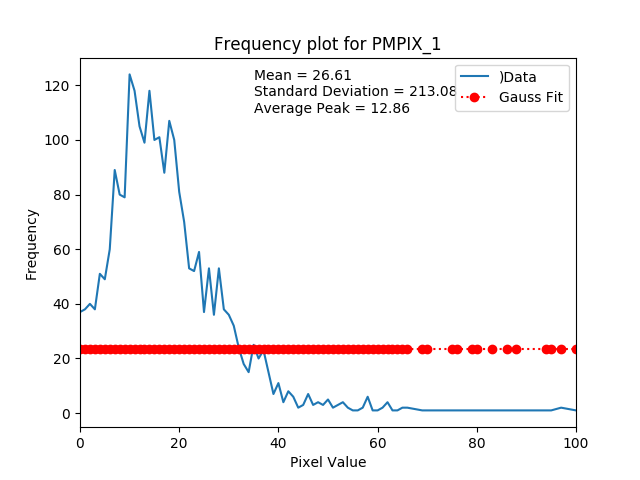 Frequency plot for PMPIX_1
Mean = 26.61
Standard Deviation = 213.08
Average Peak = 12.86
)Data
Gauss Fit
Frequency
120
100
80
60
40
20
0
0 20 40 60 80 100
Pixel Value